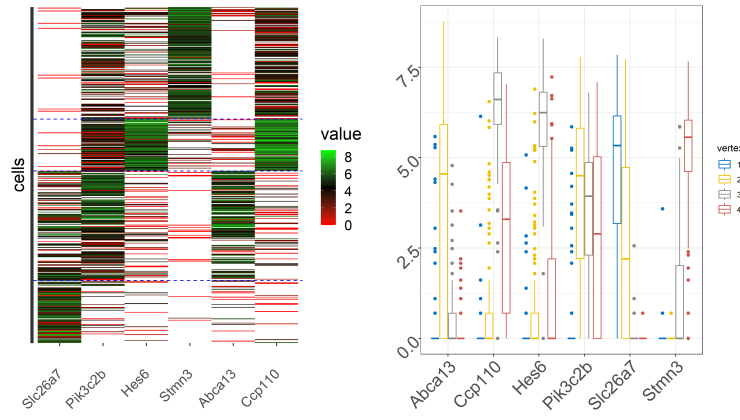 cells
Slc26a7
Pik3c2b
Hes6
Stmn3
Abca13
Ccp110
value
8
6
4
2
0
7.5
5.0
2.5
0.0
Abca13
Ccp110
Hes6
Pik3c2b
Slc26a7
Stmn3
1
2
3
4